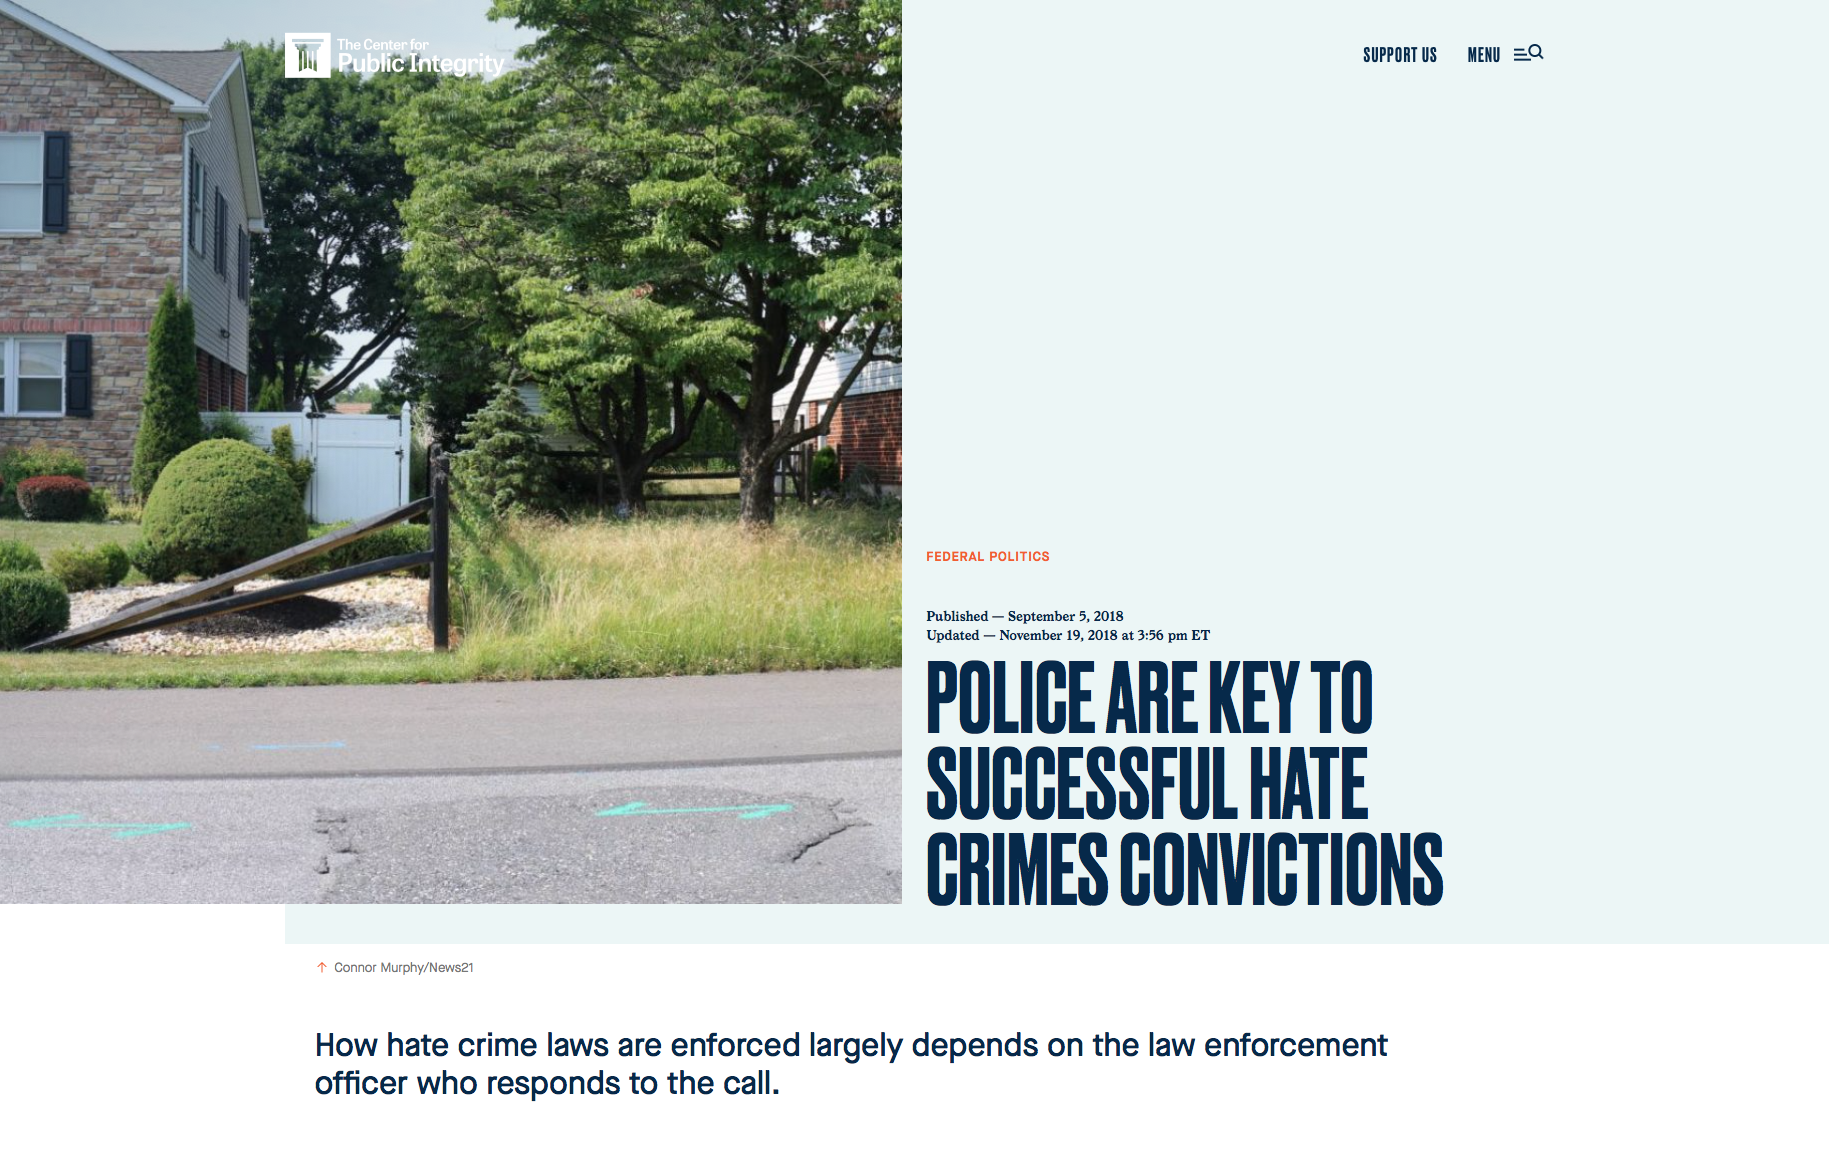 The Center for
Public Integrity
SUPPORT US
MENU
FEDERAL POLITICS
Published — September 5, 2018
Updated — November 19, 2018 at 3:56 pm ET
POLICE ARE KEY TO
SUCCESSFUL HATE
CRIMES CONVICTIONS
↑ Connor Murphy/News21
How hate crime laws are enforced largely depends on the law enforcement
officer who responds to the call.